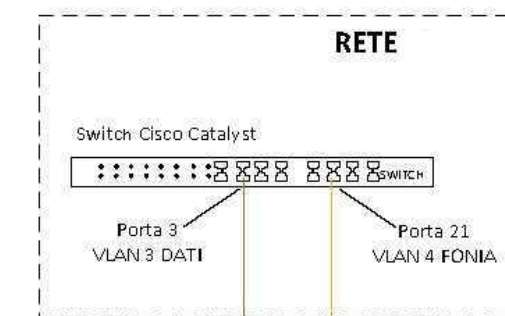 RETE
Switch Cisco Catalyst
SWITCH
Porta 3
VLAN 3 DATI
Porta 21
VLAN 4 FONIA